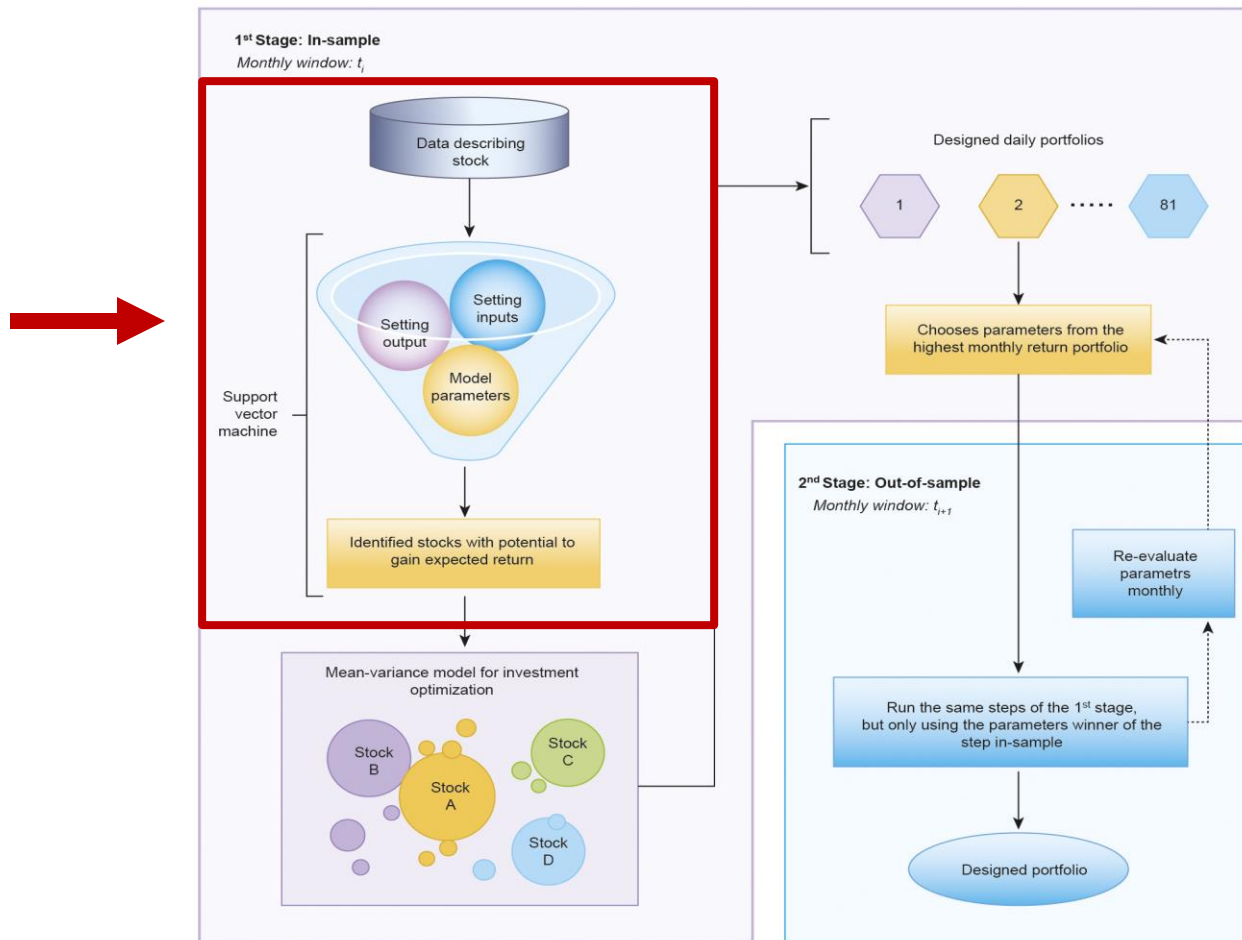 1st Stage: In-sample
Monthly window: ti
Data describing
stock
Setting
inputs
Setting
output
Model
parameters
Support
vector
machine
Identified stocks with potential to
gain expected return
Mean-variance model for investment
optimization
Stock
B
Stock
A
Stock
C
Stock
D
Designed daily portfolios
1
2
.....
81
Chooses parameters from the
highest monthly return portfolio
2nd Stage: Out-of-sample
Monthly window: ti+1
Re-evaluate
parametrs
monthly
Run the same steps of the 1st stage,
but only using the parameters winner of the
step in-sample
Designed portfolio